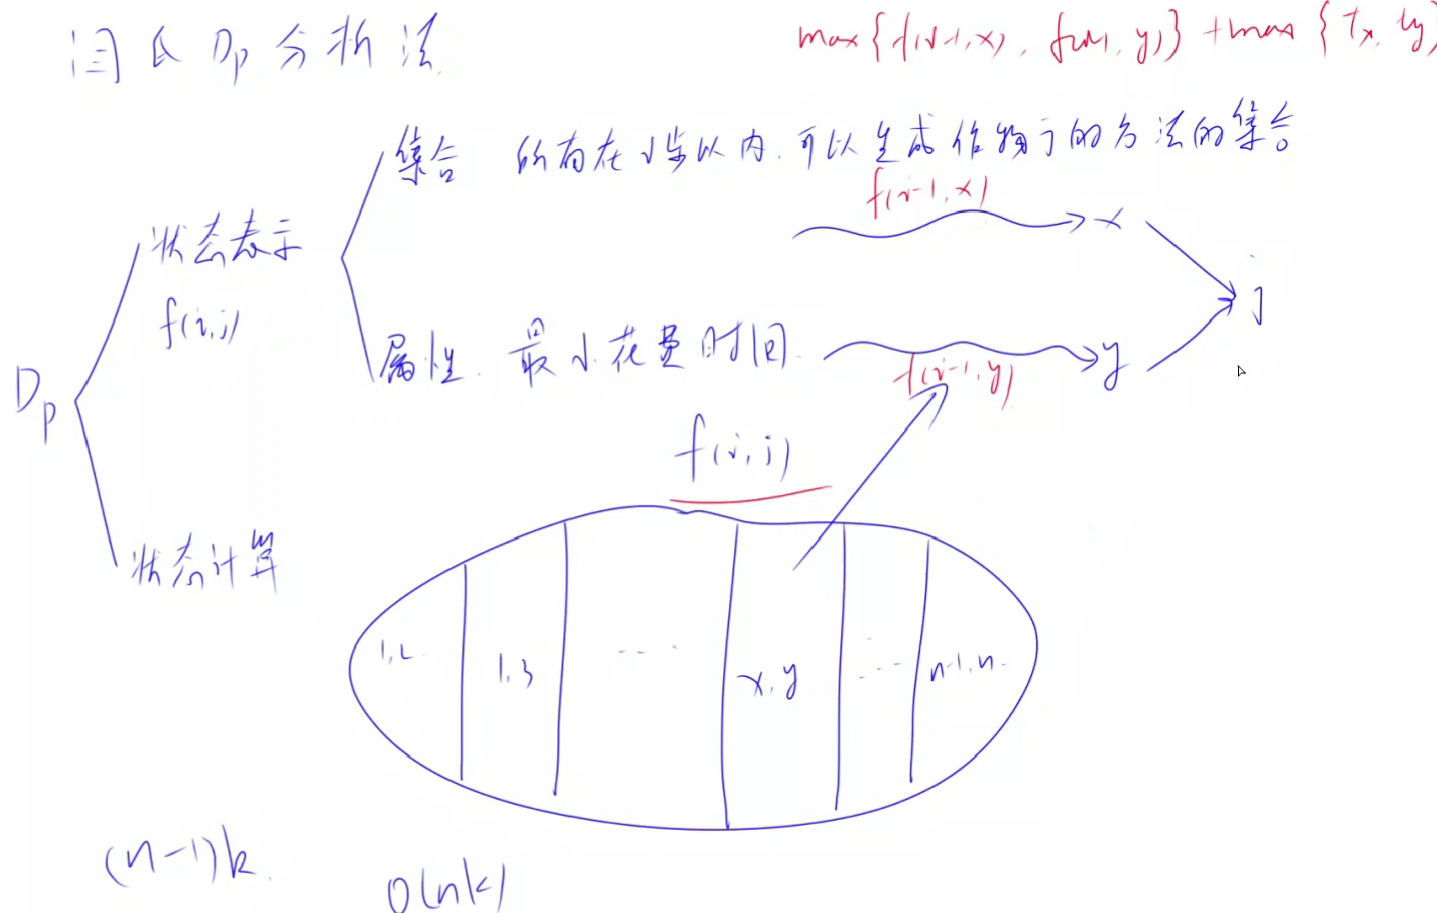 闫氏Dp分析法
max{f(i-1,x), f(i-1,y)} + max{Tx, Ty}
集合 所有在i步以内,可以生成作物j的方法的集合
f(i-1,x)
x
状态表示
f(i,j)
j
属性. 最小花费时间.
y
f(i-1,y)
Dp
f(i,j)
状态计算
1,2 1,3 ---- x,y ---- n-1,n.
(n-1)k.
O(nk)